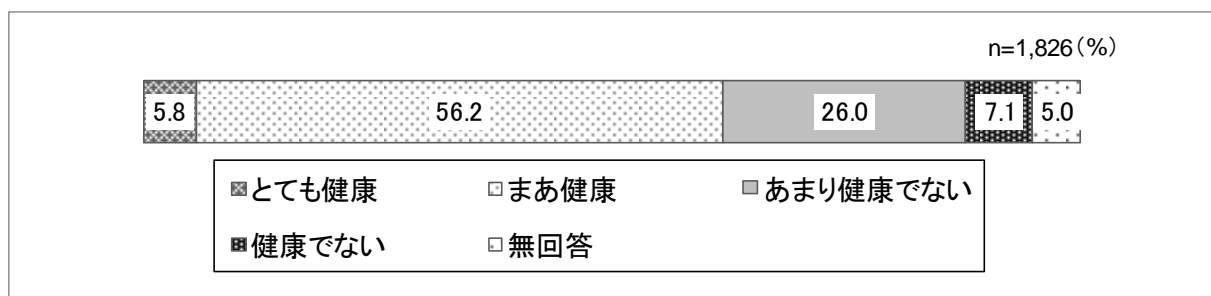 n=1,826(%)
5.8 56.2 26.0 7.1 5.0
とても健康 まあ健康 あまり健康でない
健康でない 無回答